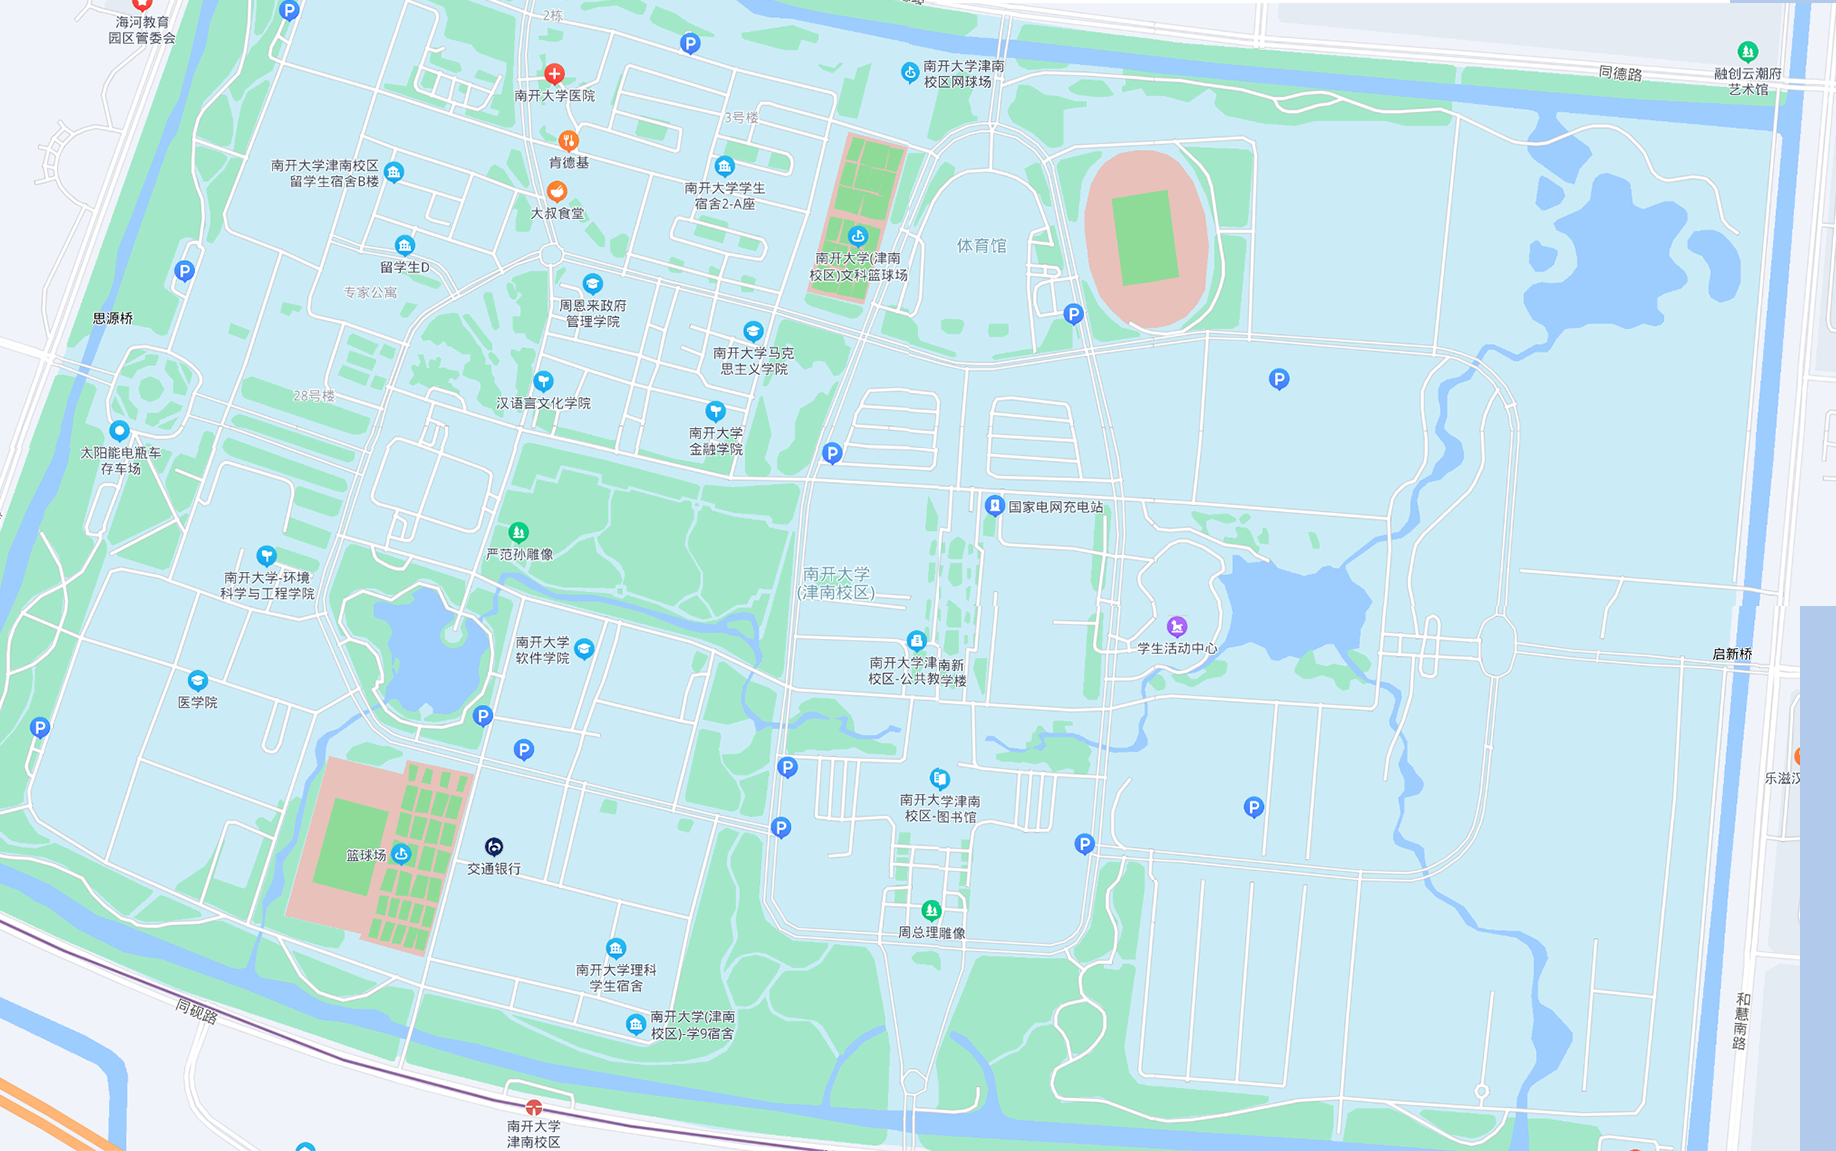 海河教育
园区管委会
2栋
南开大学医院
南开大学津南
校区网球场
同德路
融创云潮府
艺术馆
3号楼
肯德基
南开大学津南校区
留学生宿舍B楼
南开大学学生
宿舍2-A座
大叔食堂
体育馆
南开大学(津南
校区)文科篮球场
留学生D
专家公寓
周恩来政府
管理学院
思源桥
南开大学马克
思主义学院
28号楼
汉语言文化学院
南开大学
金融学院
太阳能电瓶车
存车场
国家电网充电站
严范孙雕像
南开大学-环境
科学与工程学院
南开大学
(津南校区)
南开大学
软件学院
学生活动中心
启新桥
南开大学津南新
校区-公共教学楼
医学院
乐滋汉
南开大学津南
校区-图书馆
篮球场
交通银行
周总理雕像
南开大学理科
学生宿舍
同砚路
南开大学(津南
校区)-学9宿舍
和慧南路
南开大学
津南校区